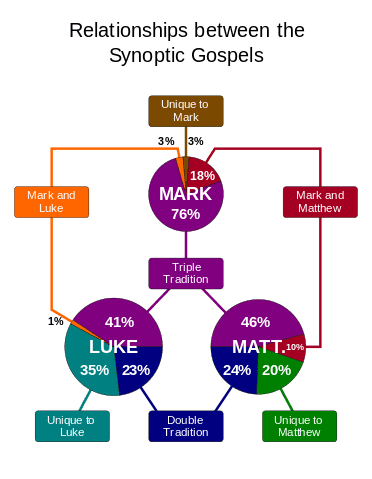 Relationships between the
Synoptic Gospels
Unique to
Mark
3%
3%
18%
MARK
76%
Mark and
Luke
Mark and
Matthew
Triple
Tradition
1%
41%
LUKE
35%
23%
46%
MATT.
10%
24%
20%
Unique to
Luke
Double
Tradition
Unique to
Matthew